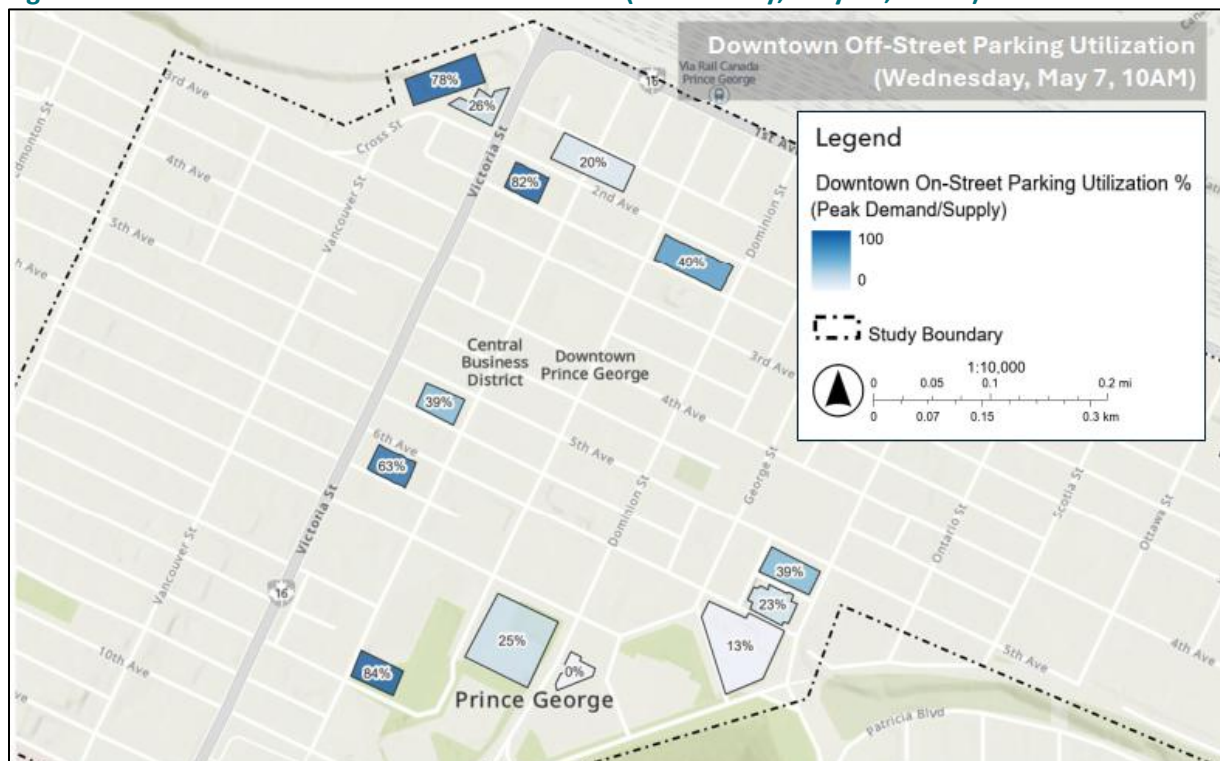 Downtown Off-Street Parking Utilization
(Wednesday, May 7, 10AM)
Via Rail Canada
Prince George
16
Legend
Downtown On-Street Parking Utilization %
(Peak Demand/Supply)
100
0
Study Boundary
1:10,000
0 0.05 0.1 0.2 mi
0 0.07 0.15 0.3 km
3rd Ave
78%
26%
Cross St
Edmonton St
4th Ave
Victoria St
82%
20%
1st Ave
2nd Ave
5th Ave
Vancouver St
Dominion St
49%
Central
Business
District
Downtown
Prince George
3rd Ave
39%
4th Ave
6th Ave
63%
5th Ave
George St
Victoria St
Dominion St
Ontario St
Scotia St
Ottawa St
Vancouver St
16
39%
23%
25%
13%
10th Ave
84%
0%
5th Ave
4th Ave
Prince George
Patricia Blvd